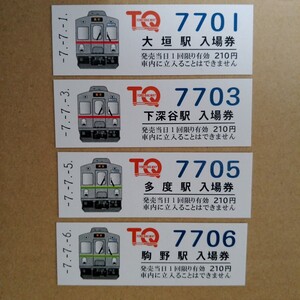 -7.-7.-1.
TQ 7701
大垣駅 入場券
発売当日1回限り有効 210円
車内に立入ることはできません
-7.-7.-3.
TQ 7703
下深谷駅 入場券
発売当日1回限り有効 210円
車内に立入ることはできません
-7.-7.-5.
TQ 7705
多度駅 入場券
発売当日1回限り有効 210円
車内に立入ることはできません
-7.-7.-6.
TQ 7706
駒野駅 入場券
発売当日1回限り有効 210円
車内に立入ることはできません